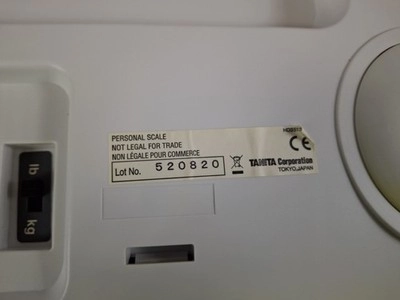 PERSONAL SCALE
NOT LEGAL FOR TRADE
NON LÉGALE POUR COMMERCE
Lot No. 520820
CE
TANITA Corporation
TOKYO,JAPAN
lb
kg